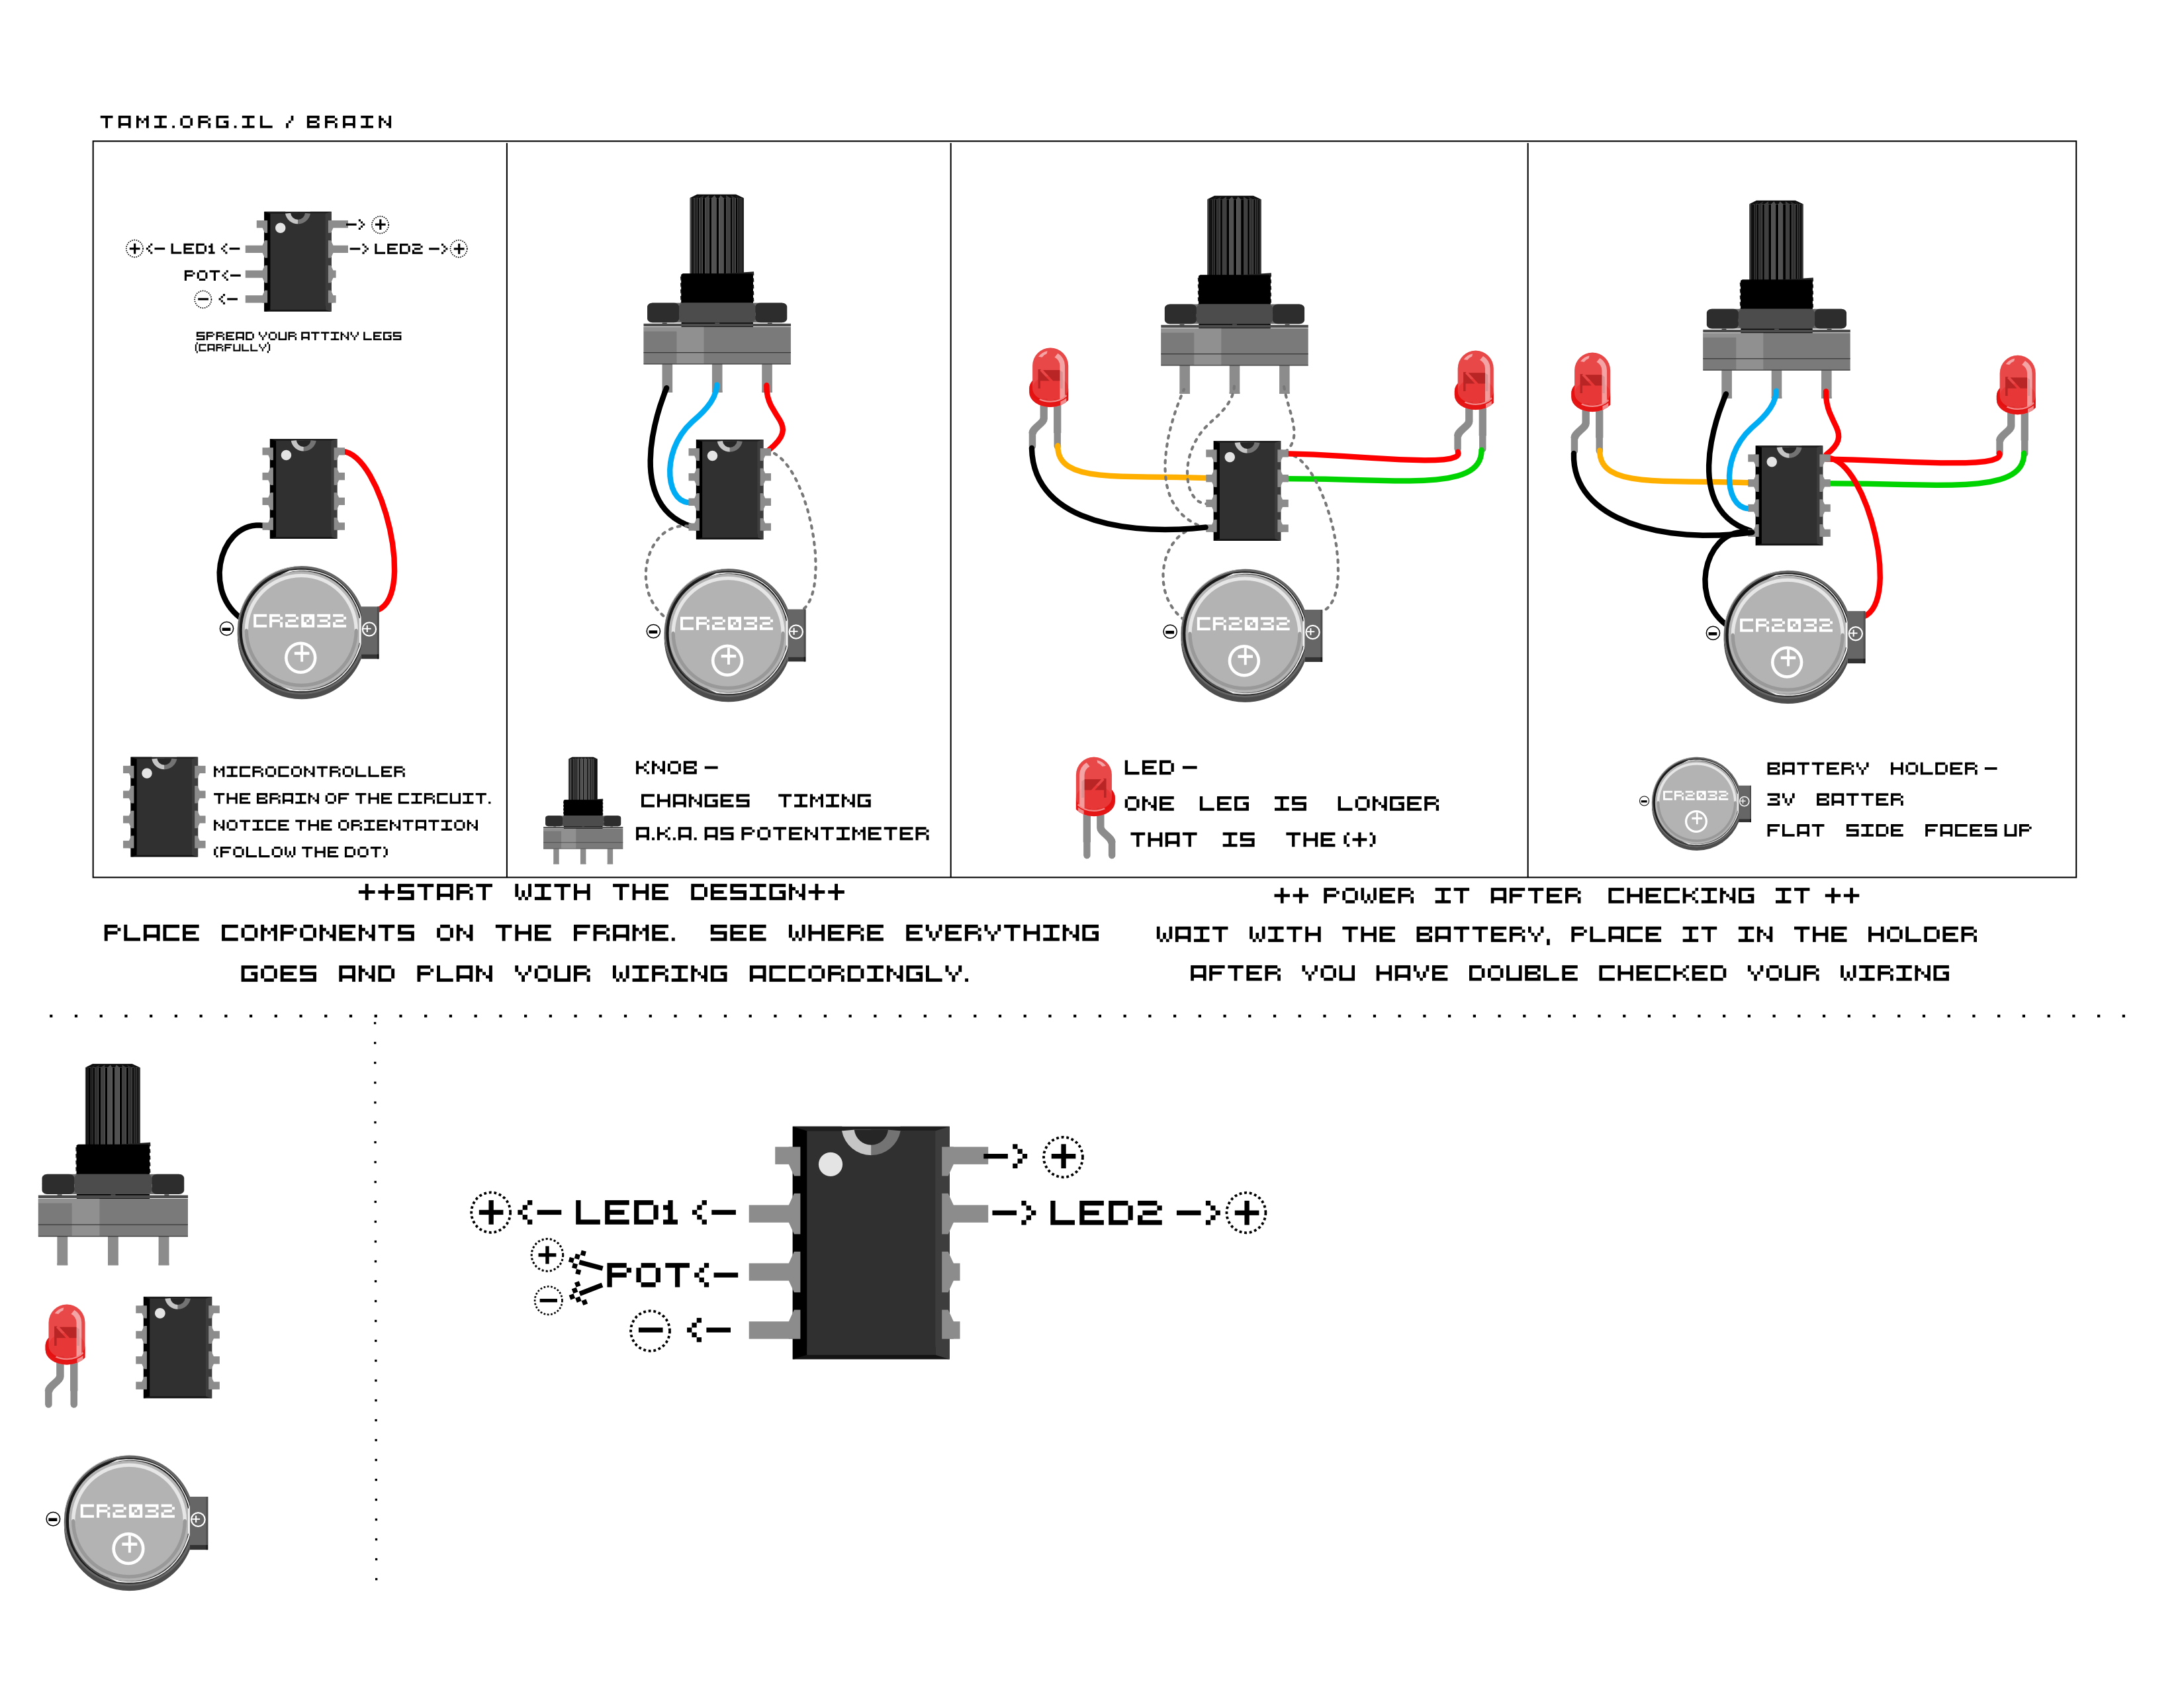 TAMI.ORG.IL / BRAIN
-> +
+ <- LED1 <- -> LED2 -> +
POT<-
- <-
SPREAD YOUR ATTINY LEGS
(CARFULLY)
CR2032
+
- +
MICROCONTROLLER
THE BRAIN OF THE CIRCUIT.
NOTICE THE ORIENTATION
(FOLLOW THE DOT)
CR2032
+
- +
KNOB -
CHANGES TIMING
A.K.A. AS POTENTIMETER
CR2032
+
- +
LED -
ONE LEG IS LONGER
THAT IS THE (+)
CR2032
+
- +
CR2032
+
- +
BATTERY HOLDER -
3V BATTER
FLAT SIDE FACES UP
++START WITH THE DESIGN++
PLACE COMPONENTS ON THE FRAME. SEE WHERE EVERYTHING
GOES AND PLAN YOUR WIRING ACCORDINGLY.
++ POWER IT AFTER CHECKING IT ++
WAIT WITH THE BATTERY, PLACE IT IN THE HOLDER
AFTER YOU HAVE DOUBLE CHECKED YOUR WIRING
CR2032
+
- +
-> +
+ <- LED1 <- -> LED2 -> +
+
POT<-
-
- <-